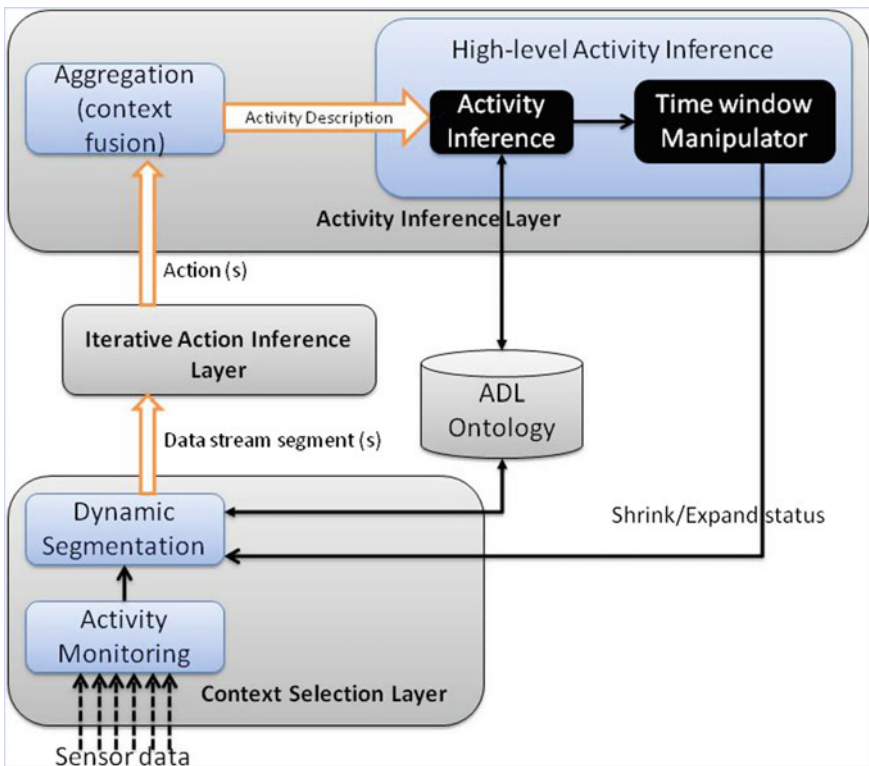 High-level Activity Inference
Aggregation
(context
fusion)
Activity Description
Activity
Inference
Time window
Manipulator
Activity Inference Layer
Action (s)
Iterative Action Inference
Layer
ADL
Ontology
Data stream segment (s)
Dynamic
Segmentation
Shrink/Expand status
Activity
Monitoring
Context Selection Layer
Sensor data